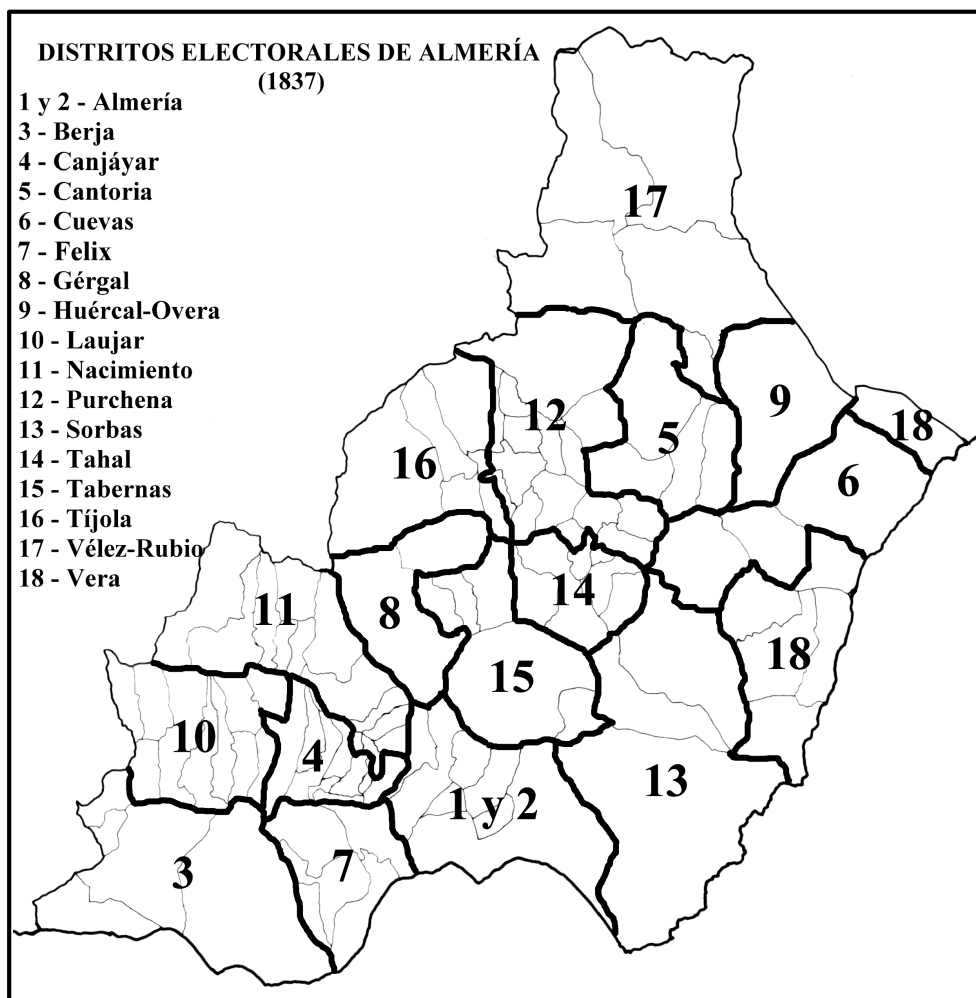 DISTRITOS ELECTORALES DE ALMERÍA
(1837)
1 y 2 - Almería
3 - Berja
4 - Canjáyar
5 - Cantoria
6 - Cuevas
7 - Felix
8 - Gérgal
9 - Huércal-Overa
10 - Laujar
11 - Nacimiento
12 - Purchena
13 - Sorbas
14 - Tahal
15 - Tabernas
16 - Tíjola
17 - Vélez-Rubio
18 - Vera
17
12
9
5
18
16
6
14
11
8
18
15
10
4
13
1 y 2
3
7